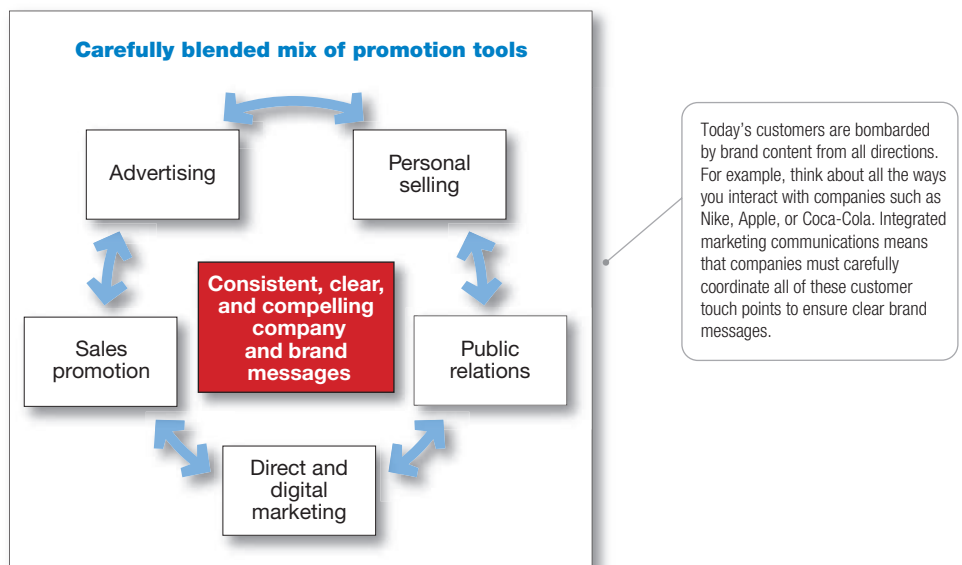 Carefully blended mix of promotion tools
Advertising
Personal
selling
Consistent, clear,
and compelling
company
and brand
messages
Sales
promotion
Public
relations
Direct and
digital
marketing
Today's customers are bombarded
by brand content from all directions.
For example, think about all the ways
you interact with companies such as
Nike, Apple, or Coca-Cola. Integrated
marketing communications means
that companies must carefully
coordinate all of these customer
touch points to ensure clear brand
messages.